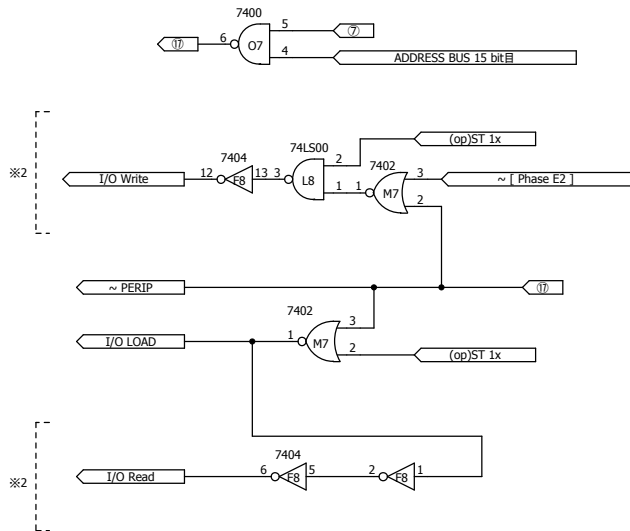 7400
⑰
6
O7
5
⑦
4
ADDRESS BUS 15 bit目
※2
I/O Write
12
7404
F8
13
3
74LS00
L8
2
(op)ST 1x
1
1
7402
M7
3
~ [ Phase E2 ]
2
~ PERIP
⑰
7402
I/O LOAD
1
M7
3
2
(op)ST 1x
※2
I/O Read
6
7404
F8
5
2
F8
1